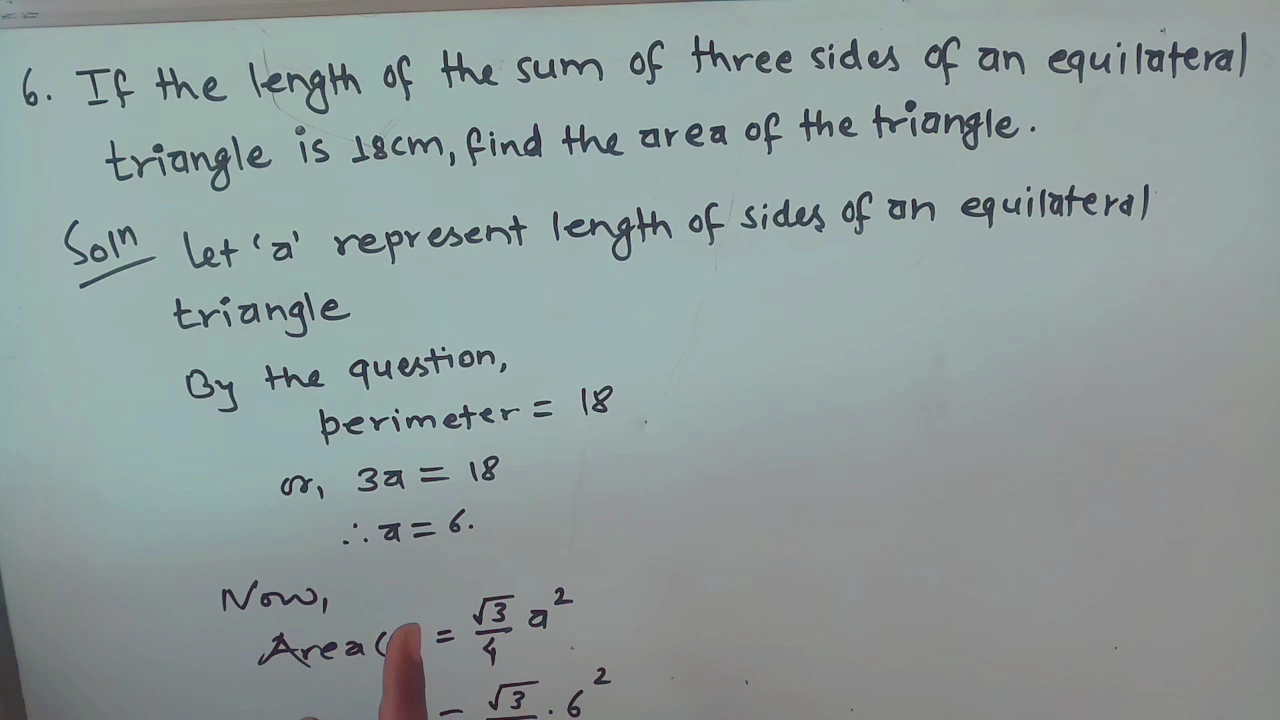 6. If the length of the sum of three sides of an equilateral
triangle is 18cm, find the area of the triangle.
Solⁿ let 'a' represent length of sides of an equilateral
triangle
By the question,
perimeter = 18
or, 3a = 18
∴ a = 6.
Now,
Area( = √3/4 a²
= √3 . 6²